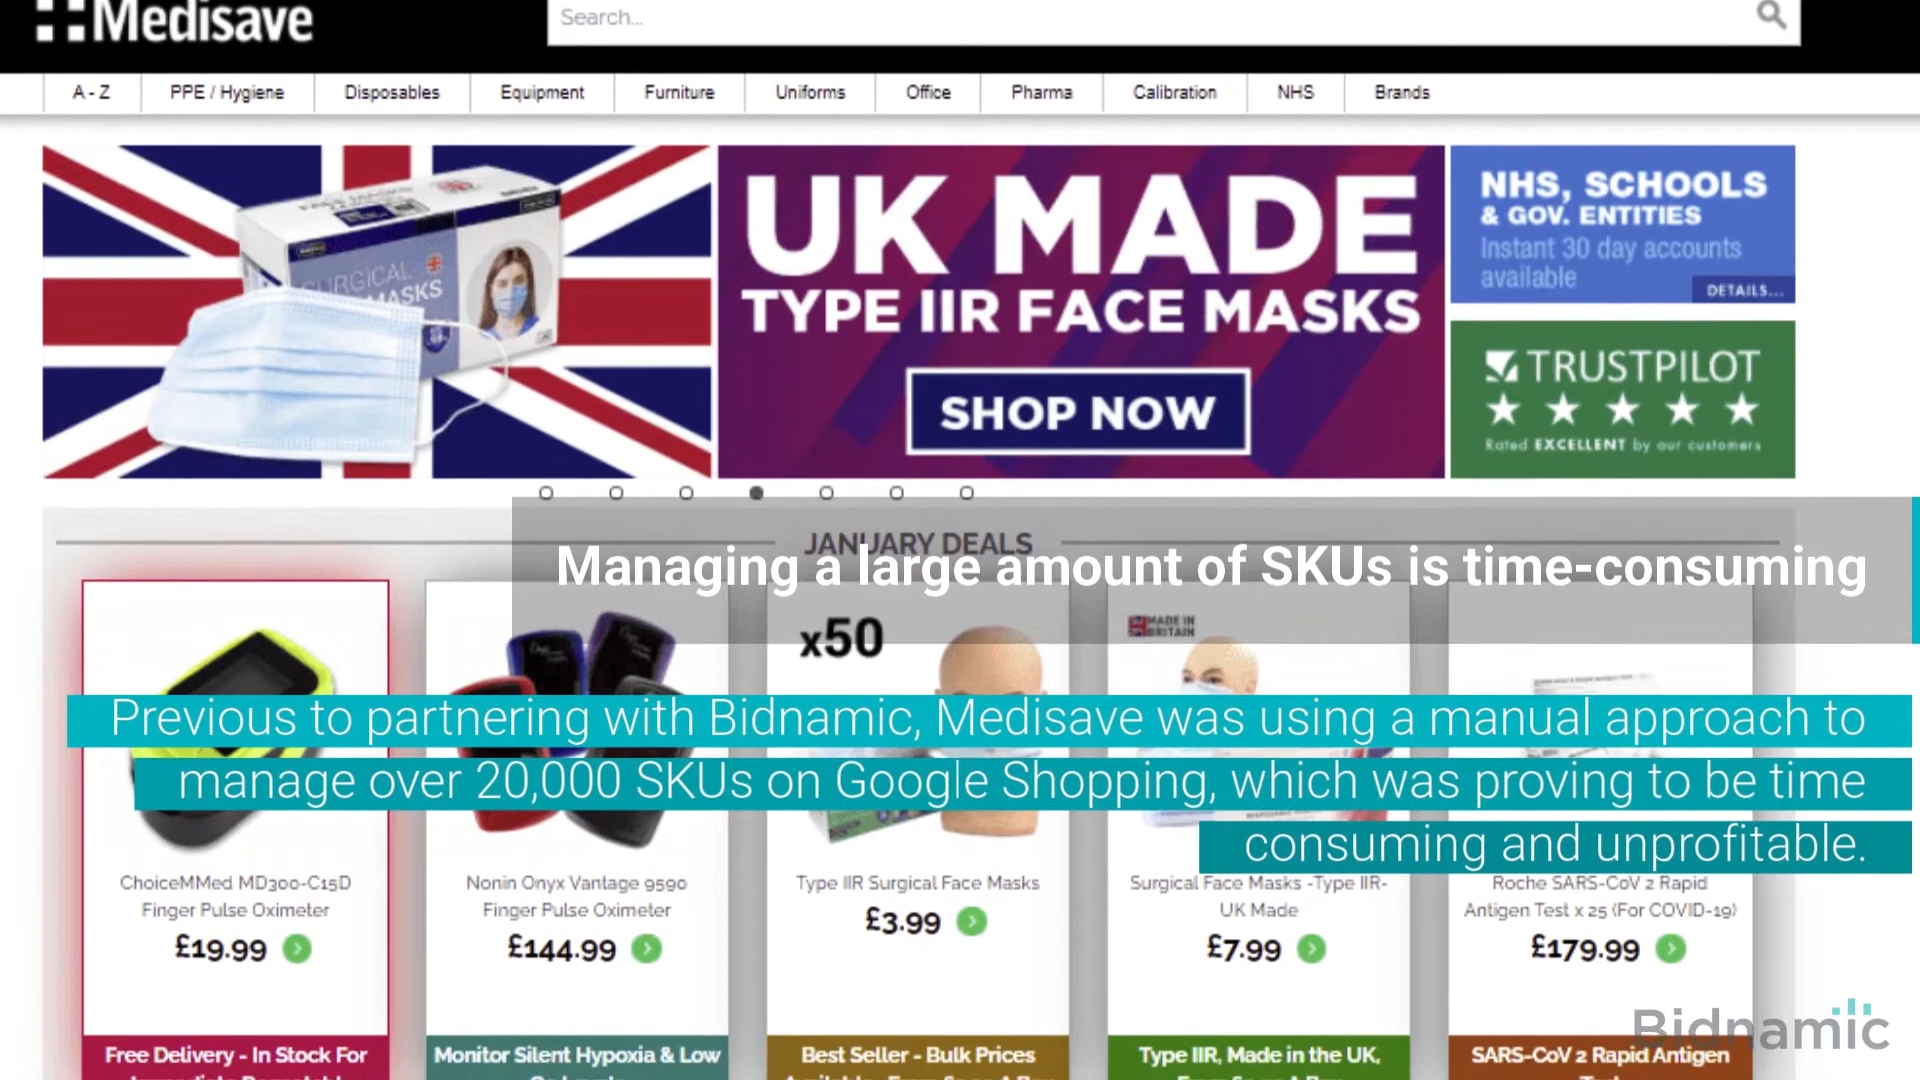 Medisave
Search...
A - Z
PPE / Hygiene
Disposables
Equipment
Furniture
Uniforms
Office
Pharma
Calibration
NHS
Brands
SURGICAL
MASKS
UK MADE
TYPE IIR FACE MASKS
SHOP NOW
NHS, SCHOOLS
& GOV. ENTITIES
Instant 30 day accounts
available
DETAILS...
TRUSTPILOT
Rated EXCELLENT by our customers
JANUARY DEALS
Managing a large amount of SKUs is time-consuming
x50
MADE IN
BRITAIN
Previous to partnering with Bidnamic, Medisave was using a manual approach to
manage over 20,000 SKUs on Google Shopping, which was proving to be time
consuming and unprofitable.
ChoiceMMed MD300-C15D
Finger Pulse Oximeter
£19.99
Nonin Onyx Vantage 9590
Finger Pulse Oximeter
£144.99
Type IIR Surgical Face Masks
£3.99
Surgical Face Masks -Type IIR-
UK Made
£7.99
Roche SARS-CoV 2 Rapid
Antigen Test x 25 (For COVID-19)
£179.99
Free Delivery - In Stock For
Monitor Silent Hypoxia & Low
Best Seller - Bulk Prices
Type IIR, Made in the UK,
SARS-CoV 2 Rapid Antigen
Bidnamic